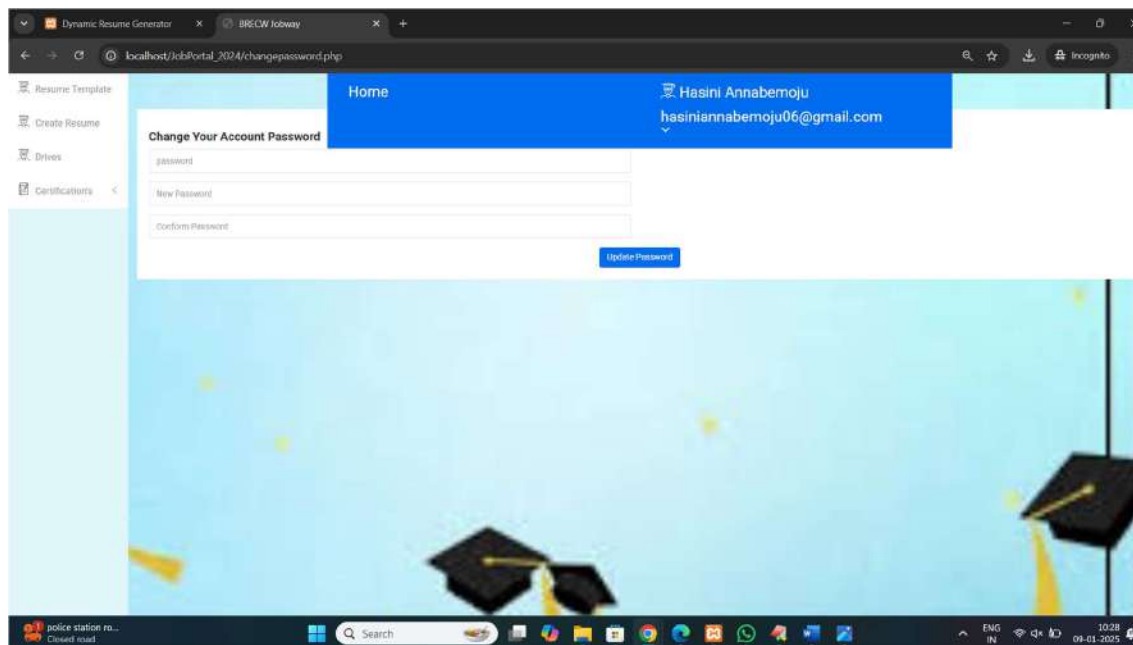 Dynamic Resume Generator
BRECW Jobway
localhost/JobPortal_2024/changepassword.php
Incognito
Resume Template
Create Resume
Drives
Certifications
Home
Hasini Annabemoju
hasiniannabemoju06@gmail.com
Change Your Account Password
password
New Password
Conform Password
Update Password
police station ro...
Closed road
Search
ENG
IN
10:28
09-01-2025